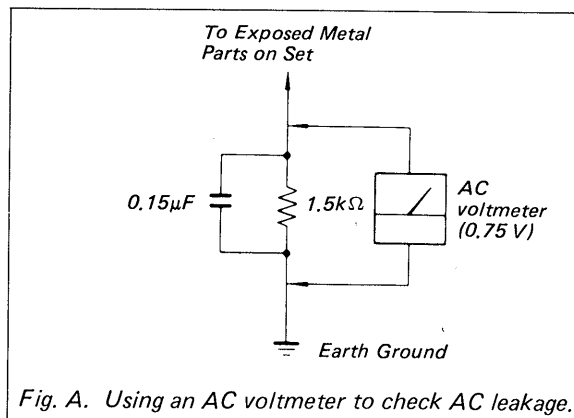 To Exposed Metal
Parts on Set
0.15µF
1.5kΩ
AC
voltmeter
(0.75 V)
Earth Ground
Fig. A. Using an AC voltmeter to check AC leakage.